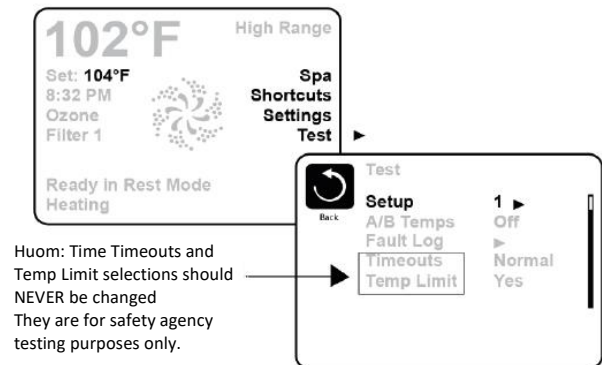 102°F High Range
Set: 104°F Spa
8:32 PM Shortcuts
Ozone Settings
Filter 1 Test
Ready in Rest Mode
Heating
Test
Back
Setup 1
A/B Temps Off
Fault Log
Timeouts Normal
Temp Limit Yes
Huom: Time Timeouts and
Temp Limit selections should
NEVER be changed
They are for safety agency
testing purposes only.